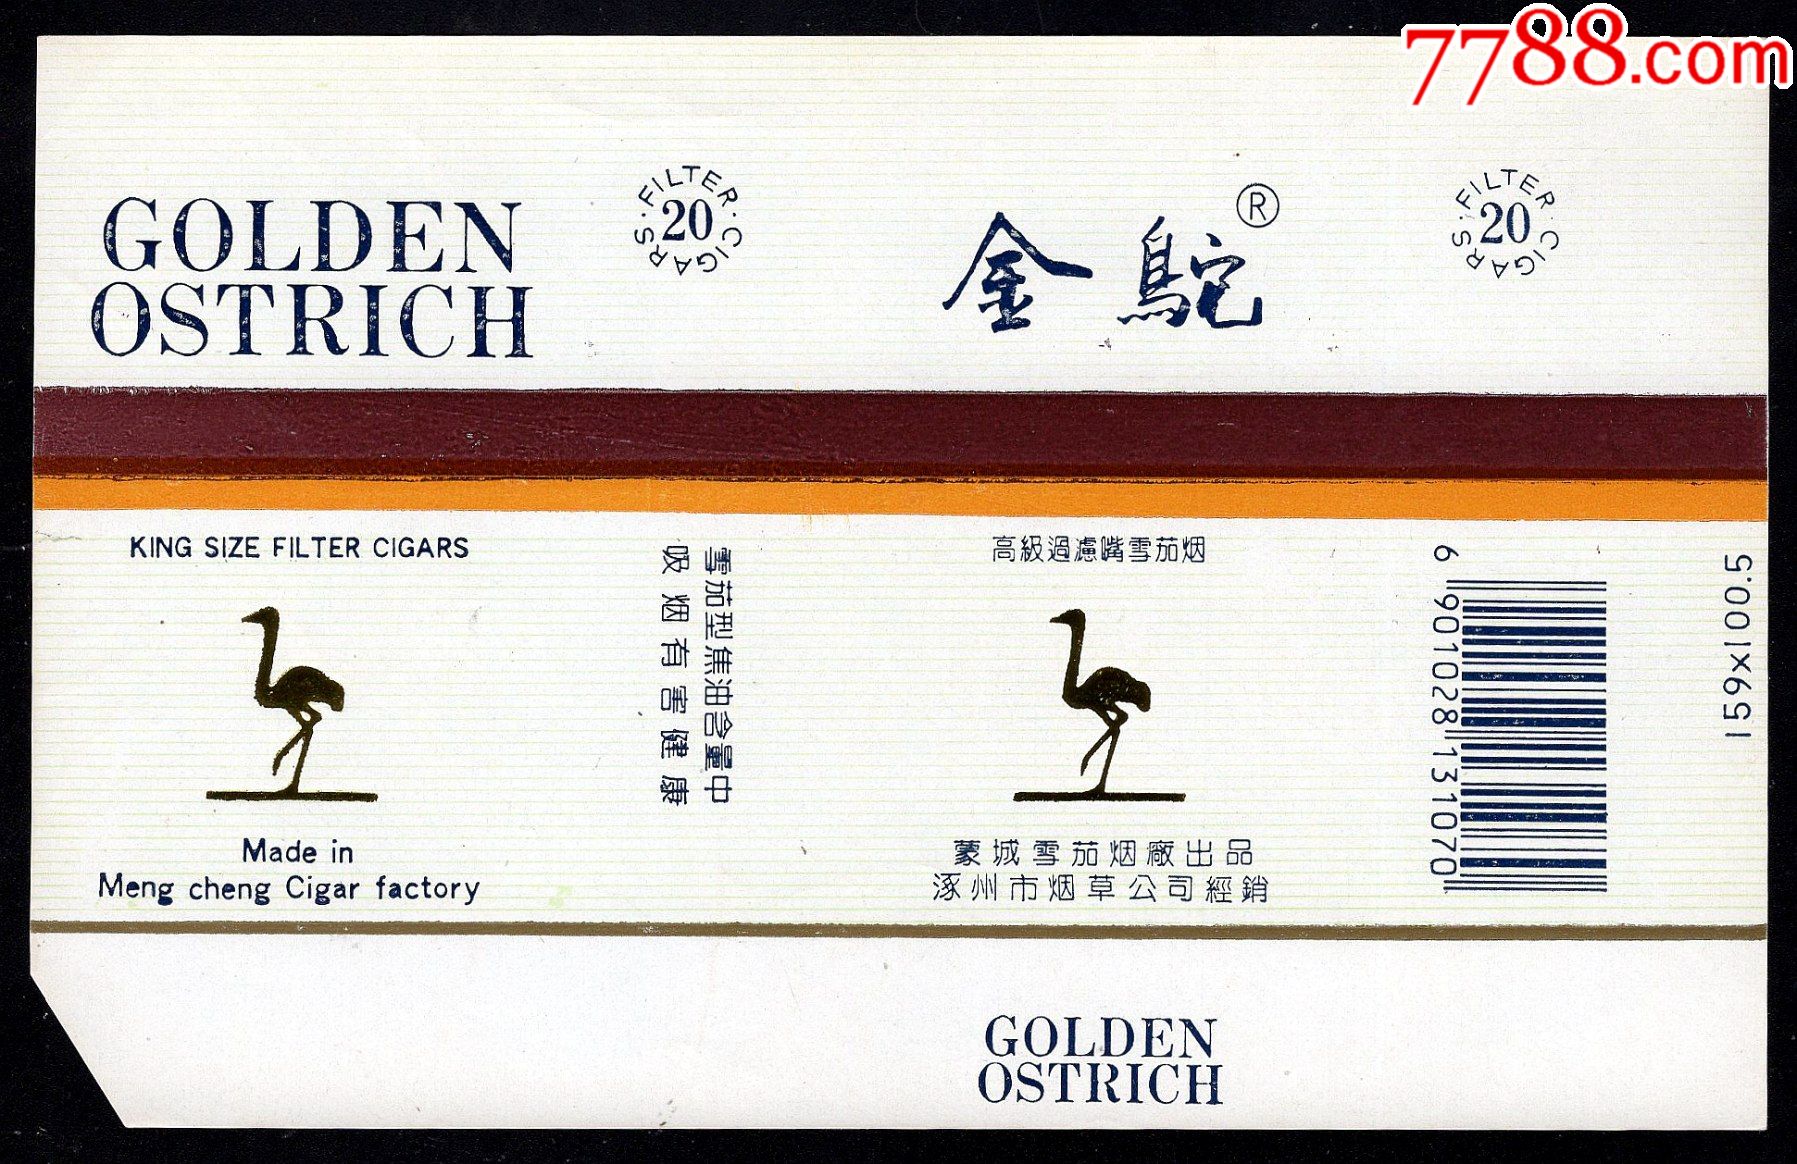 7788.com
GOLDEN
OSTRICH
FILTER·CIGARS·
20
金鴕
®
FILTER·CIGARS·
20
KING SIZE FILTER CIGARS
雪茄型焦油含量中
吸烟有害健康
高級過濾嘴雪茄烟
6 901028 131070
159×100.5
Made in
Meng cheng Cigar factory
蒙城雪茄烟廠出品
涿州市烟草公司經銷
GOLDEN
OSTRICH